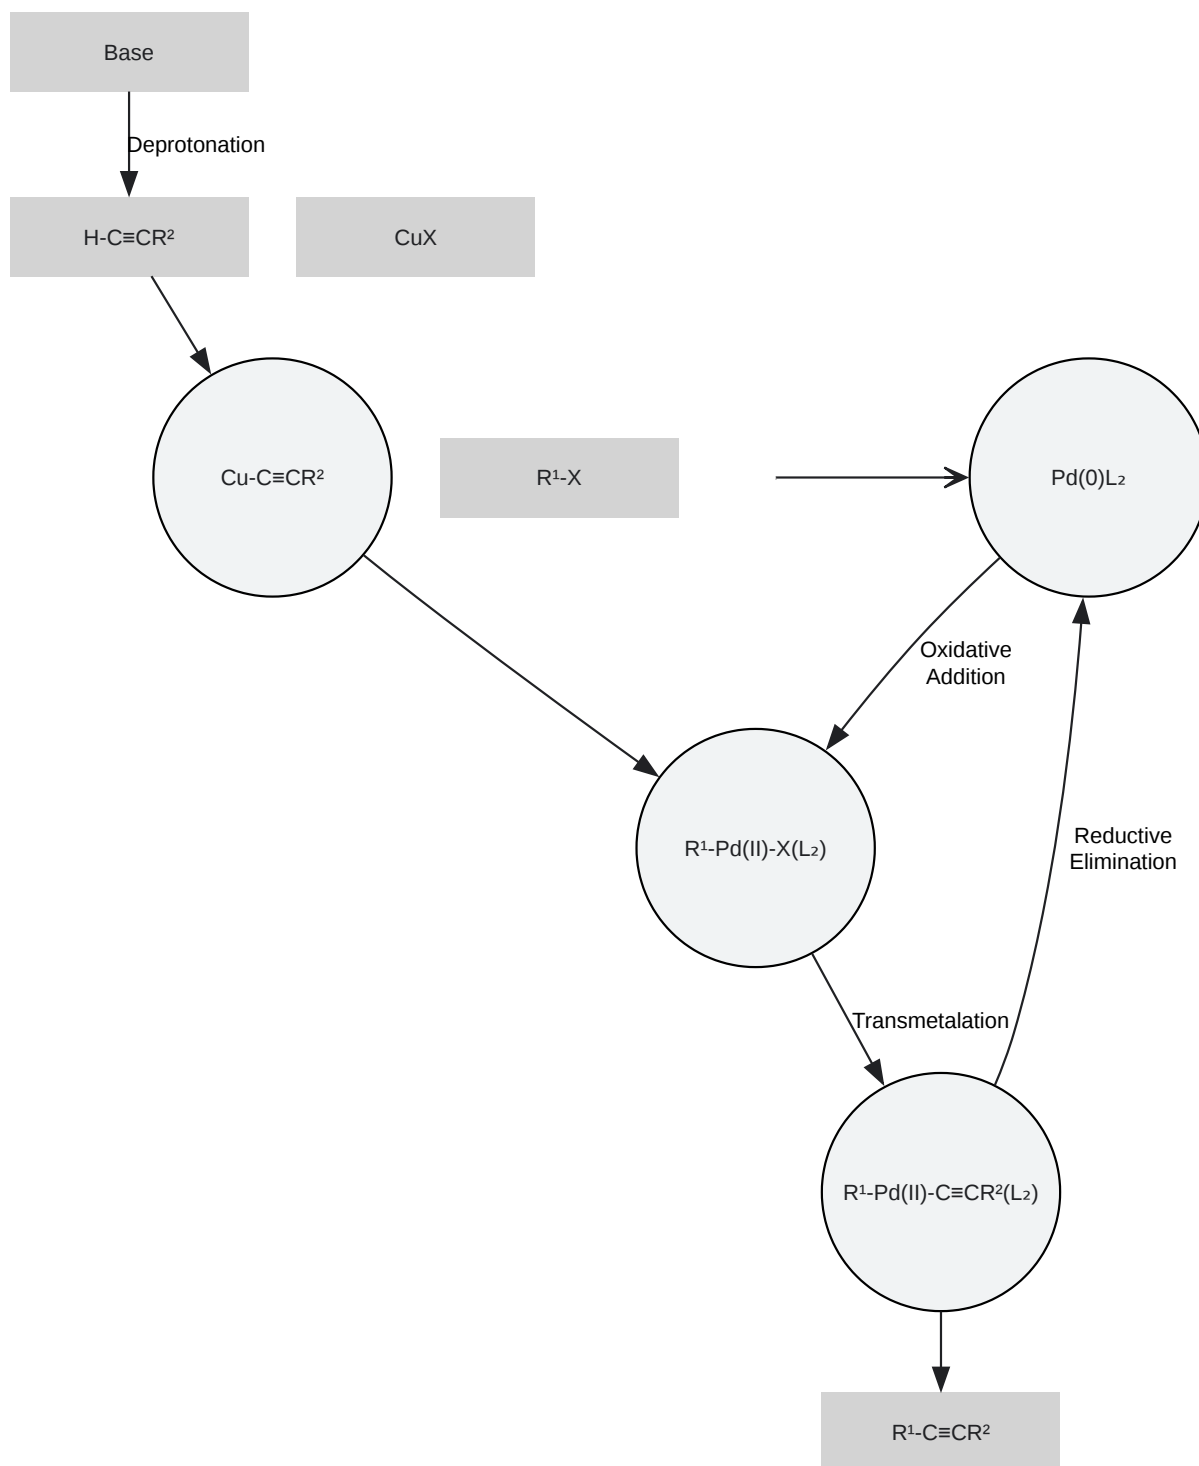 Base
Deprotonation
H-C≡CR²
CuX
Cu-C≡CR²
R¹-X
Pd(0)L₂
Oxidative
Addition
Reductive
Elimination
R¹-Pd(II)-X(L₂)
Transmetalation
R¹-Pd(II)-C≡CR²(L₂)
R¹-C≡CR²